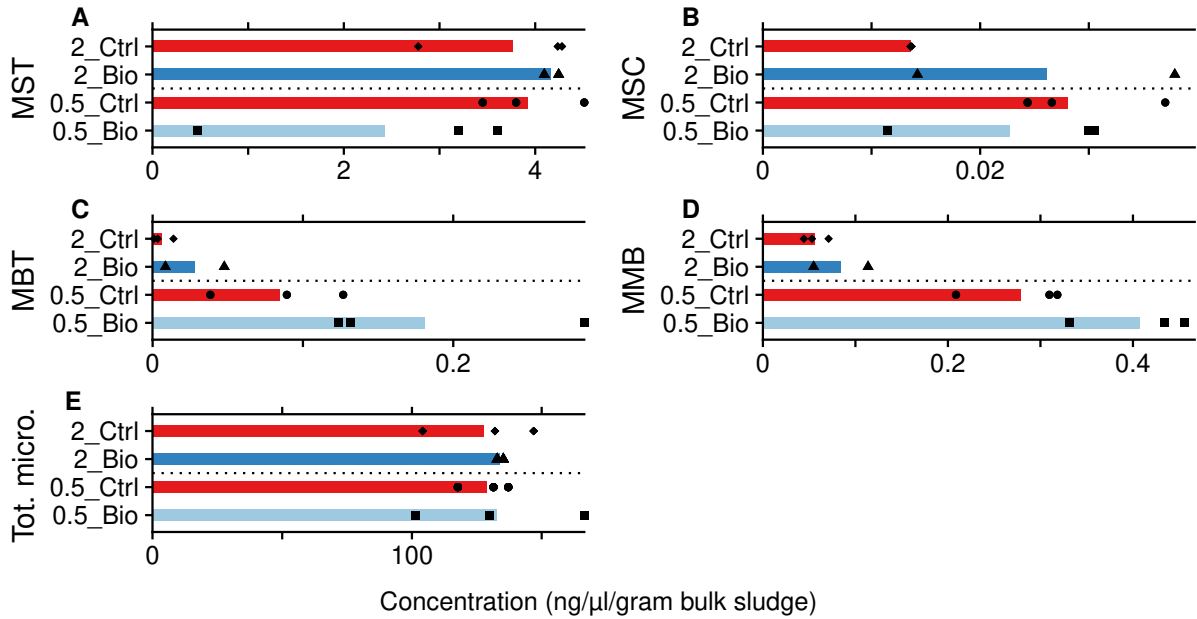 A
MST
2_Ctrl
2_Bio
0.5_Ctrl
0.5_Bio
0 2 4
B
MSC
2_Ctrl
2_Bio
0.5_Ctrl
0.5_Bio
0 0.02
C
MBT
2_Ctrl
2_Bio
0.5_Ctrl
0.5_Bio
0 0.2
D
MMB
2_Ctrl
2_Bio
0.5_Ctrl
0.5_Bio
0 0.2 0.4
E
Tot. micro.
2_Ctrl
2_Bio
0.5_Ctrl
0.5_Bio
0 100
Concentration (ng/µl/gram bulk sludge)